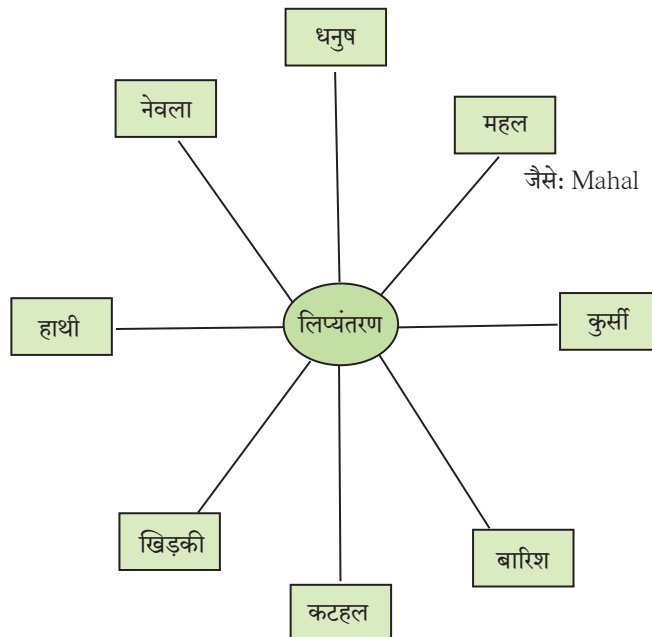 धनुष
नेवला
महल
जैसे: Mahal
हाथी
लिप्यंतरण
कुर्सी
खिड़की
बारिश
कटहल